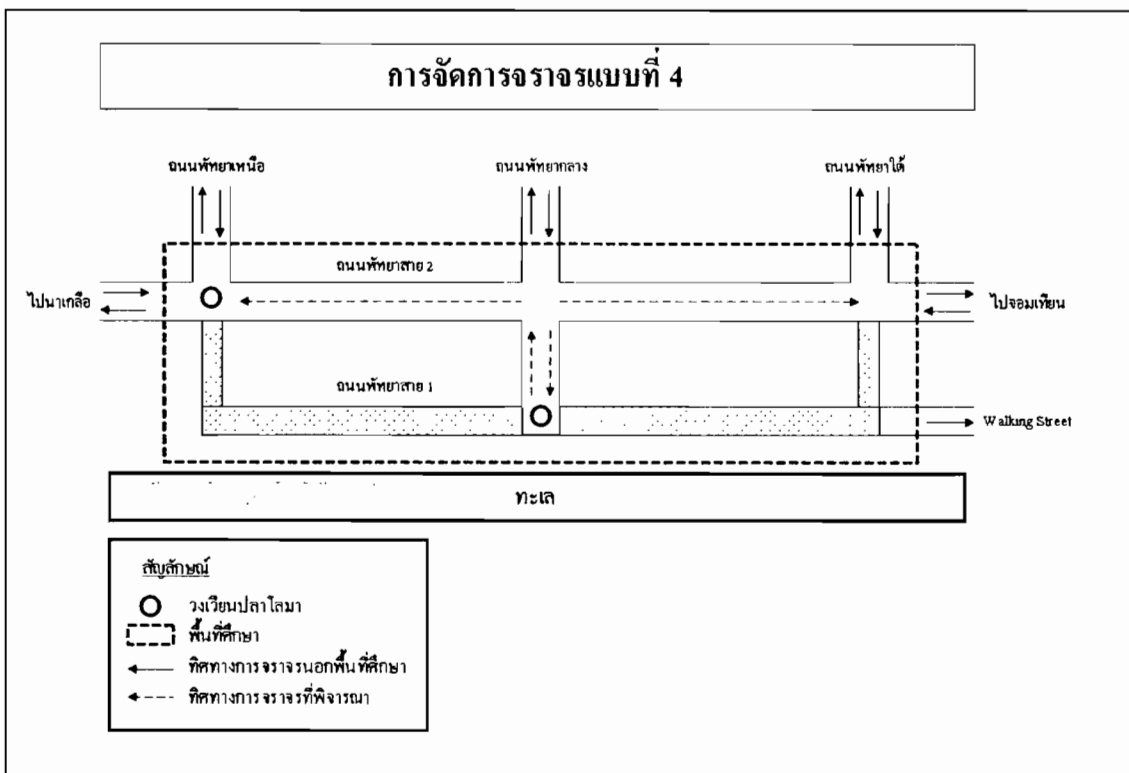 การจัดการจราจรแบบที่ 4
ถนนพัทยาเหนือ
ถนนพัทยากลาง
ถนนพัทยาใต้
ถนนพัทยาสาย 2
ไปนาเกลือ
ไปจอมเทียน
ถนนพัทยาสาย 1
Walking Street
ทะเล
สัญลักษณ์
วงเวียนปลาโลมา
พื้นที่ศึกษา
ทิศทางการจราจรนอกพื้นที่ศึกษา
ทิศทางการจราจรที่พิจารณา